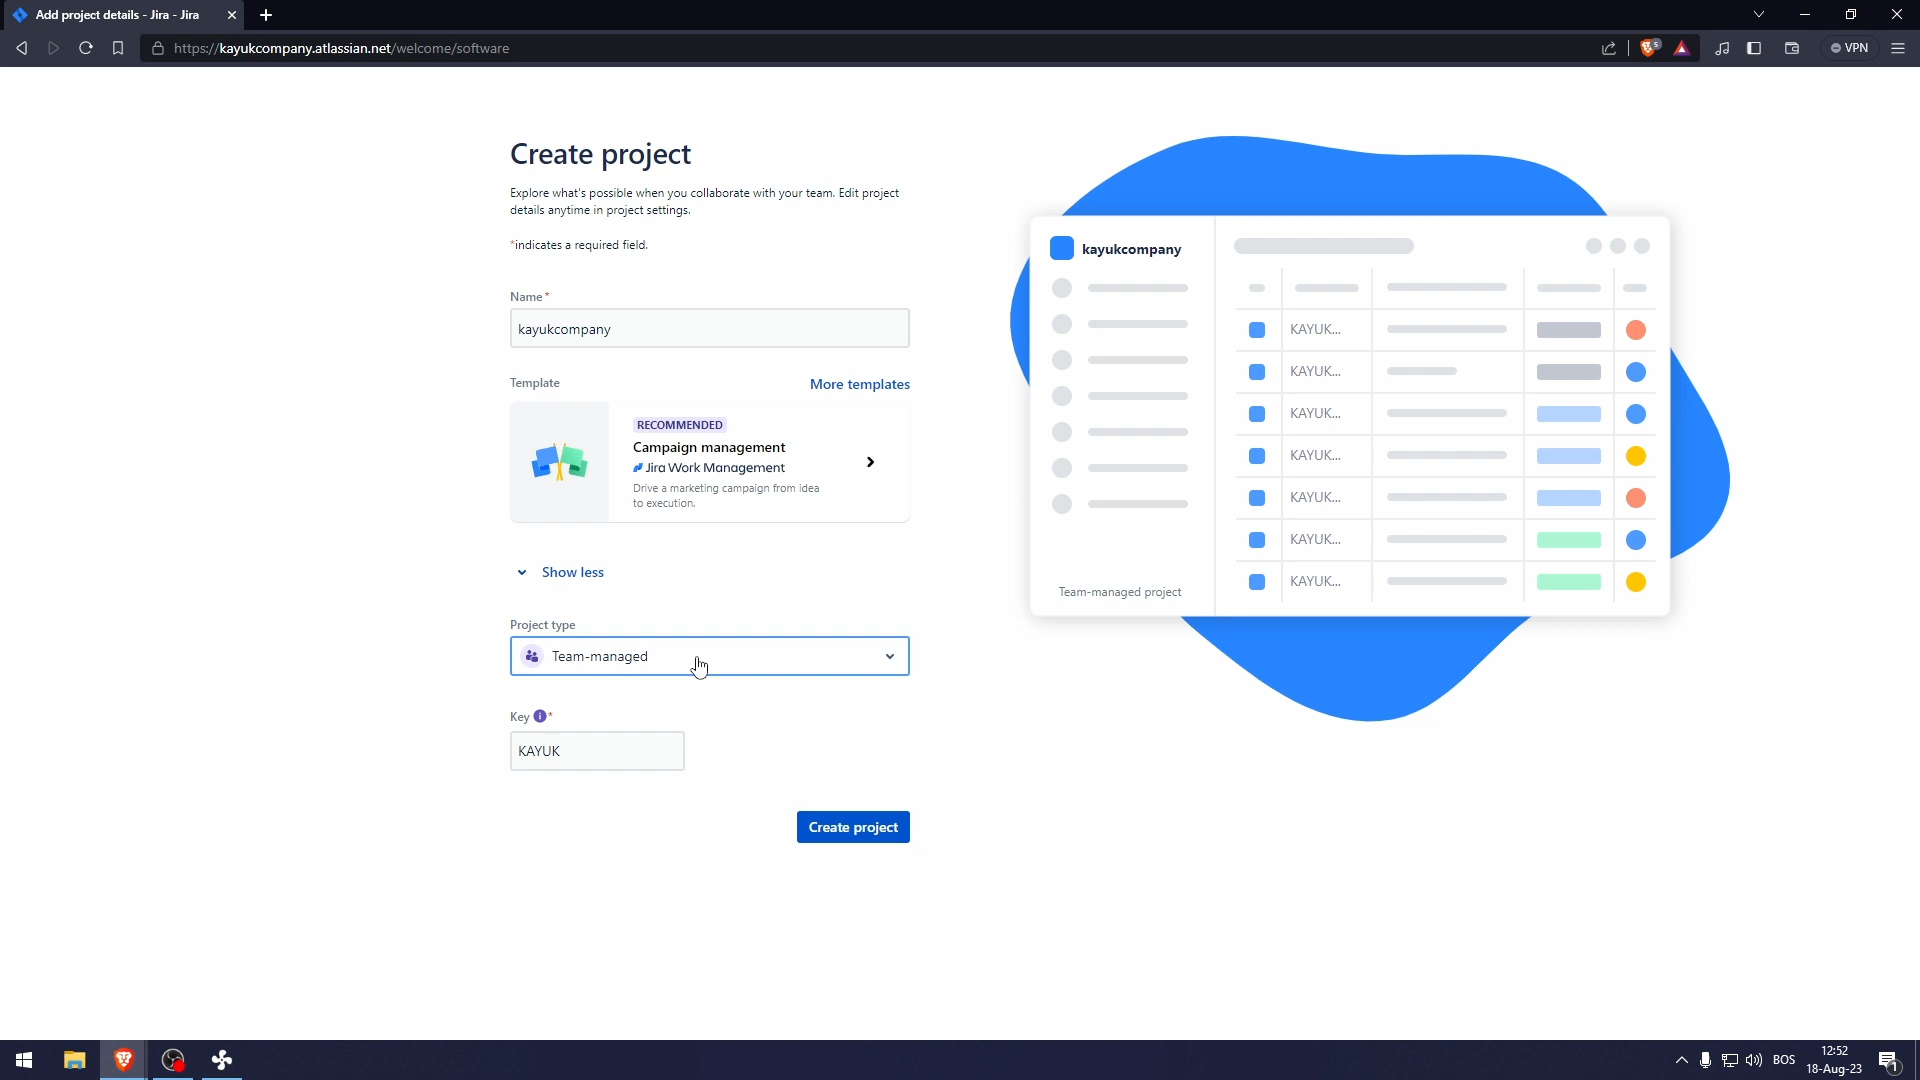 Add project details - Jira - Jira
https://kayukcompany.atlassian.net/welcome/software
5
VPN
Create project
Explore what's possible when you collaborate with your team. Edit project
details anytime in project settings.
*indicates a required field.
Name *
kayukcompany
Template
More templates
RECOMMENDED
Campaign management
Jira Work Management
Drive a marketing campaign from idea
to execution.
Show less
Project type
Team-managed
Key *
KAYUK
Create project
kayukcompany
KAYUK...
KAYUK...
KAYUK...
KAYUK...
KAYUK...
KAYUK...
KAYUK...
Team-managed project
BOS
12:52
18-Aug-23
1